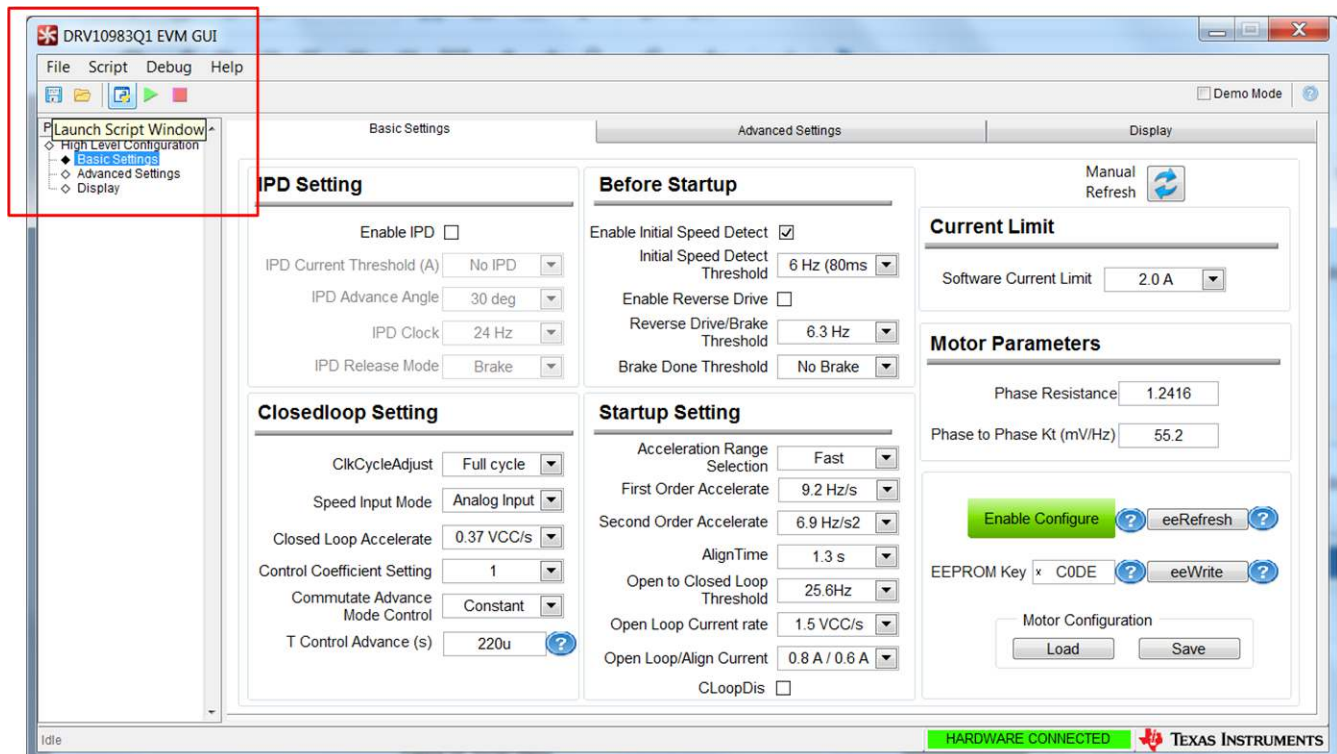 DRV10983Q1 EVM GUI
File Script Debug Help
Demo Mode
Launch Script Window
High Level Configuration
Basic Settings
Advanced Settings
Display
Basic Settings
Advanced Settings
Display
IPD Setting
Enable IPD
IPD Current Threshold (A) No IPD
IPD Advance Angle 30 deg
IPD Clock 24 Hz
IPD Release Mode Brake
Before Startup
Enable Initial Speed Detect
Initial Speed Detect
Threshold 6 Hz (80ms
Enable Reverse Drive
Reverse Drive/Brake
Threshold 6.3 Hz
Brake Done Threshold No Brake
Manual
Refresh
Current Limit
Software Current Limit 2.0 A
Motor Parameters
Phase Resistance 1.2416
Phase to Phase Kt (mV/Hz) 55.2
Closedloop Setting
ClkCycleAdjust Full cycle
Speed Input Mode Analog Input
Closed Loop Accelerate 0.37 VCC/s
Control Coefficient Setting 1
Commutate Advance
Mode Control Constant
T Control Advance (s) 220u
Startup Setting
Acceleration Range
Selection Fast
First Order Accelerate 9.2 Hz/s
Second Order Accelerate 6.9 Hz/s2
AlignTime 1.3 s
Open to Closed Loop
Threshold 25.6Hz
Open Loop Current rate 1.5 VCC/s
Open Loop/Align Current 0.8 A / 0.6 A
CLoopDis
Enable Configure ? eeRefresh ?
EEPROM Key x C0DE ? eeWrite ?
Motor Configuration
Load Save
Idle
HARDWARE CONNECTED
TEXAS INSTRUMENTS